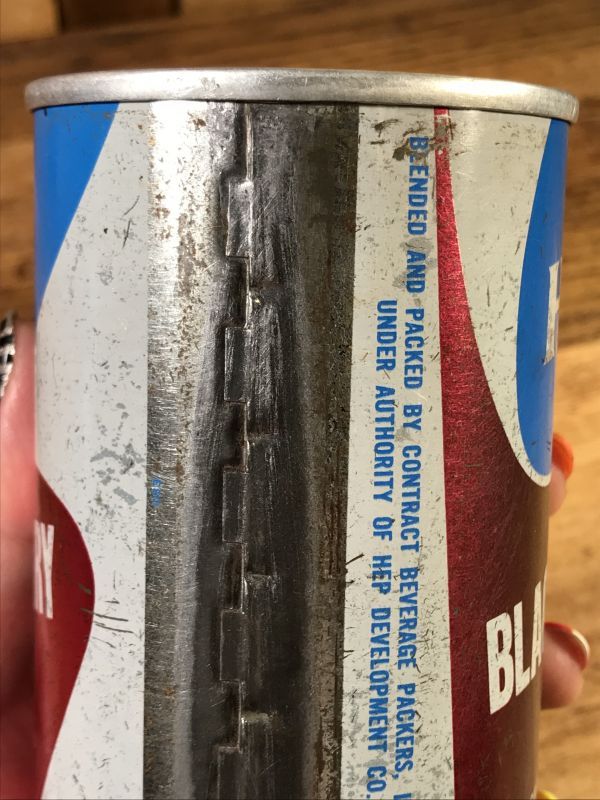 BLENDED AND PACKED BY CONTRACT BEVERAGE PACKERS,
UNDER AUTHORITY OF HEP DEVELOPMENT CO.
RY
H
BLA